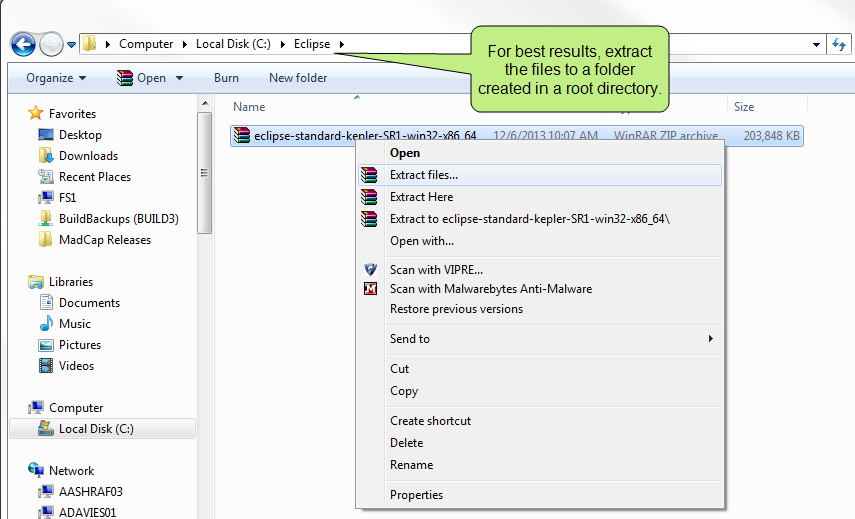 Computer ▸ Local Disk (C:) ▸ Eclipse ▸
For best results, extract
the files to a folder
created in a root directory.
Organize Open Burn New folder
Name Size
eclipse-standard-kepler-SR1-win32-x86_64 12/6/2013 10:07 AM WinRAR ZIP archive 203,848 KB
Favorites
Desktop
Downloads
Recent Places
FS1
BuildBackups (BUILD3)
MadCap Releases
Libraries
Documents
Music
Pictures
Videos
Computer
Local Disk (C:)
Network
AASHRAF03
ADAVIES01
Open
Extract files...
Extract Here
Extract to eclipse-standard-kepler-SR1-win32-x86_64\
Open with...
Scan with VIPRE...
Scan with Malwarebytes Anti-Malware
Restore previous versions
Send to
Cut
Copy
Create shortcut
Delete
Rename
Properties